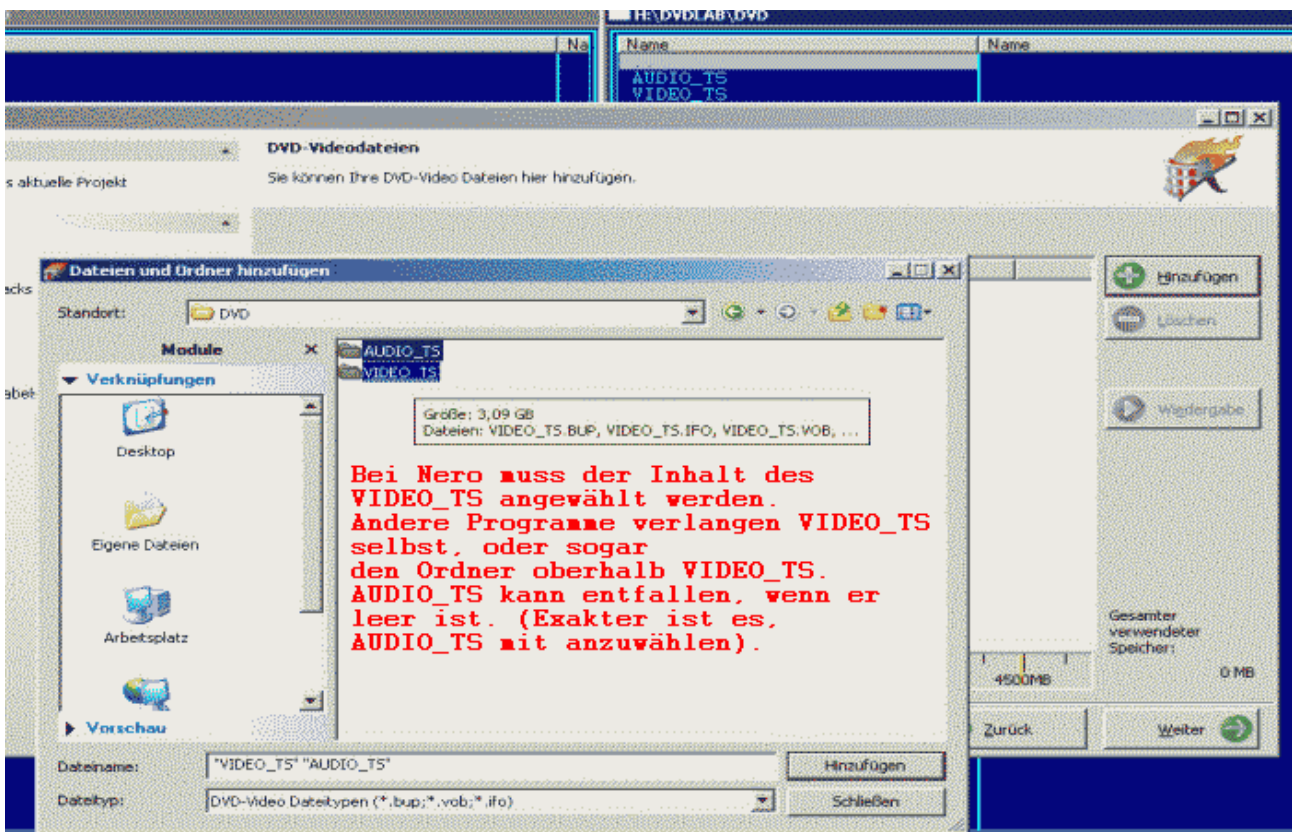 H:\DVDLAB\DVD
Na
Name
Name
AUDIO_TS
VIDEO_TS
DVD-Videodateien
s aktuelle Projekt
Sie können Ihre DVD-Video Dateien hier hinzufügen.
Dateien und Ordner hinzufügen
acks
Standort:
DVD
Hinzufügen
Löschen
Module
AUDIO_TS
VIDEO_TS
Verknüpfungen
abet
Größe: 3,09 GB
Dateien: VIDEO_TS.BUP, VIDEO_TS.IFO, VIDEO_TS.VOB, ...
Wiedergabe
Desktop
Bei Nero muss der Inhalt des
VIDEO_TS angewählt werden.
Andere Programme verlangen VIDEO_TS
selbst, oder sogar
den Ordner oberhalb VIDEO_TS.
AUDIO_TS kann entfallen, wenn er
leer ist. (Exakter ist es,
AUDIO_TS mit anzuwählen).
Eigene Dateien
Arbeitsplatz
Gesamter
verwendeter
Speicher:
4500MB
0 MB
Vorschau
Zurück
Weiter
Dateiname:
"VIDEO_TS" "AUDIO_TS"
Hinzufügen
Dateityp:
DVD-Video Dateitypen (*.bup;*.vob;*.ifo)
Schließen